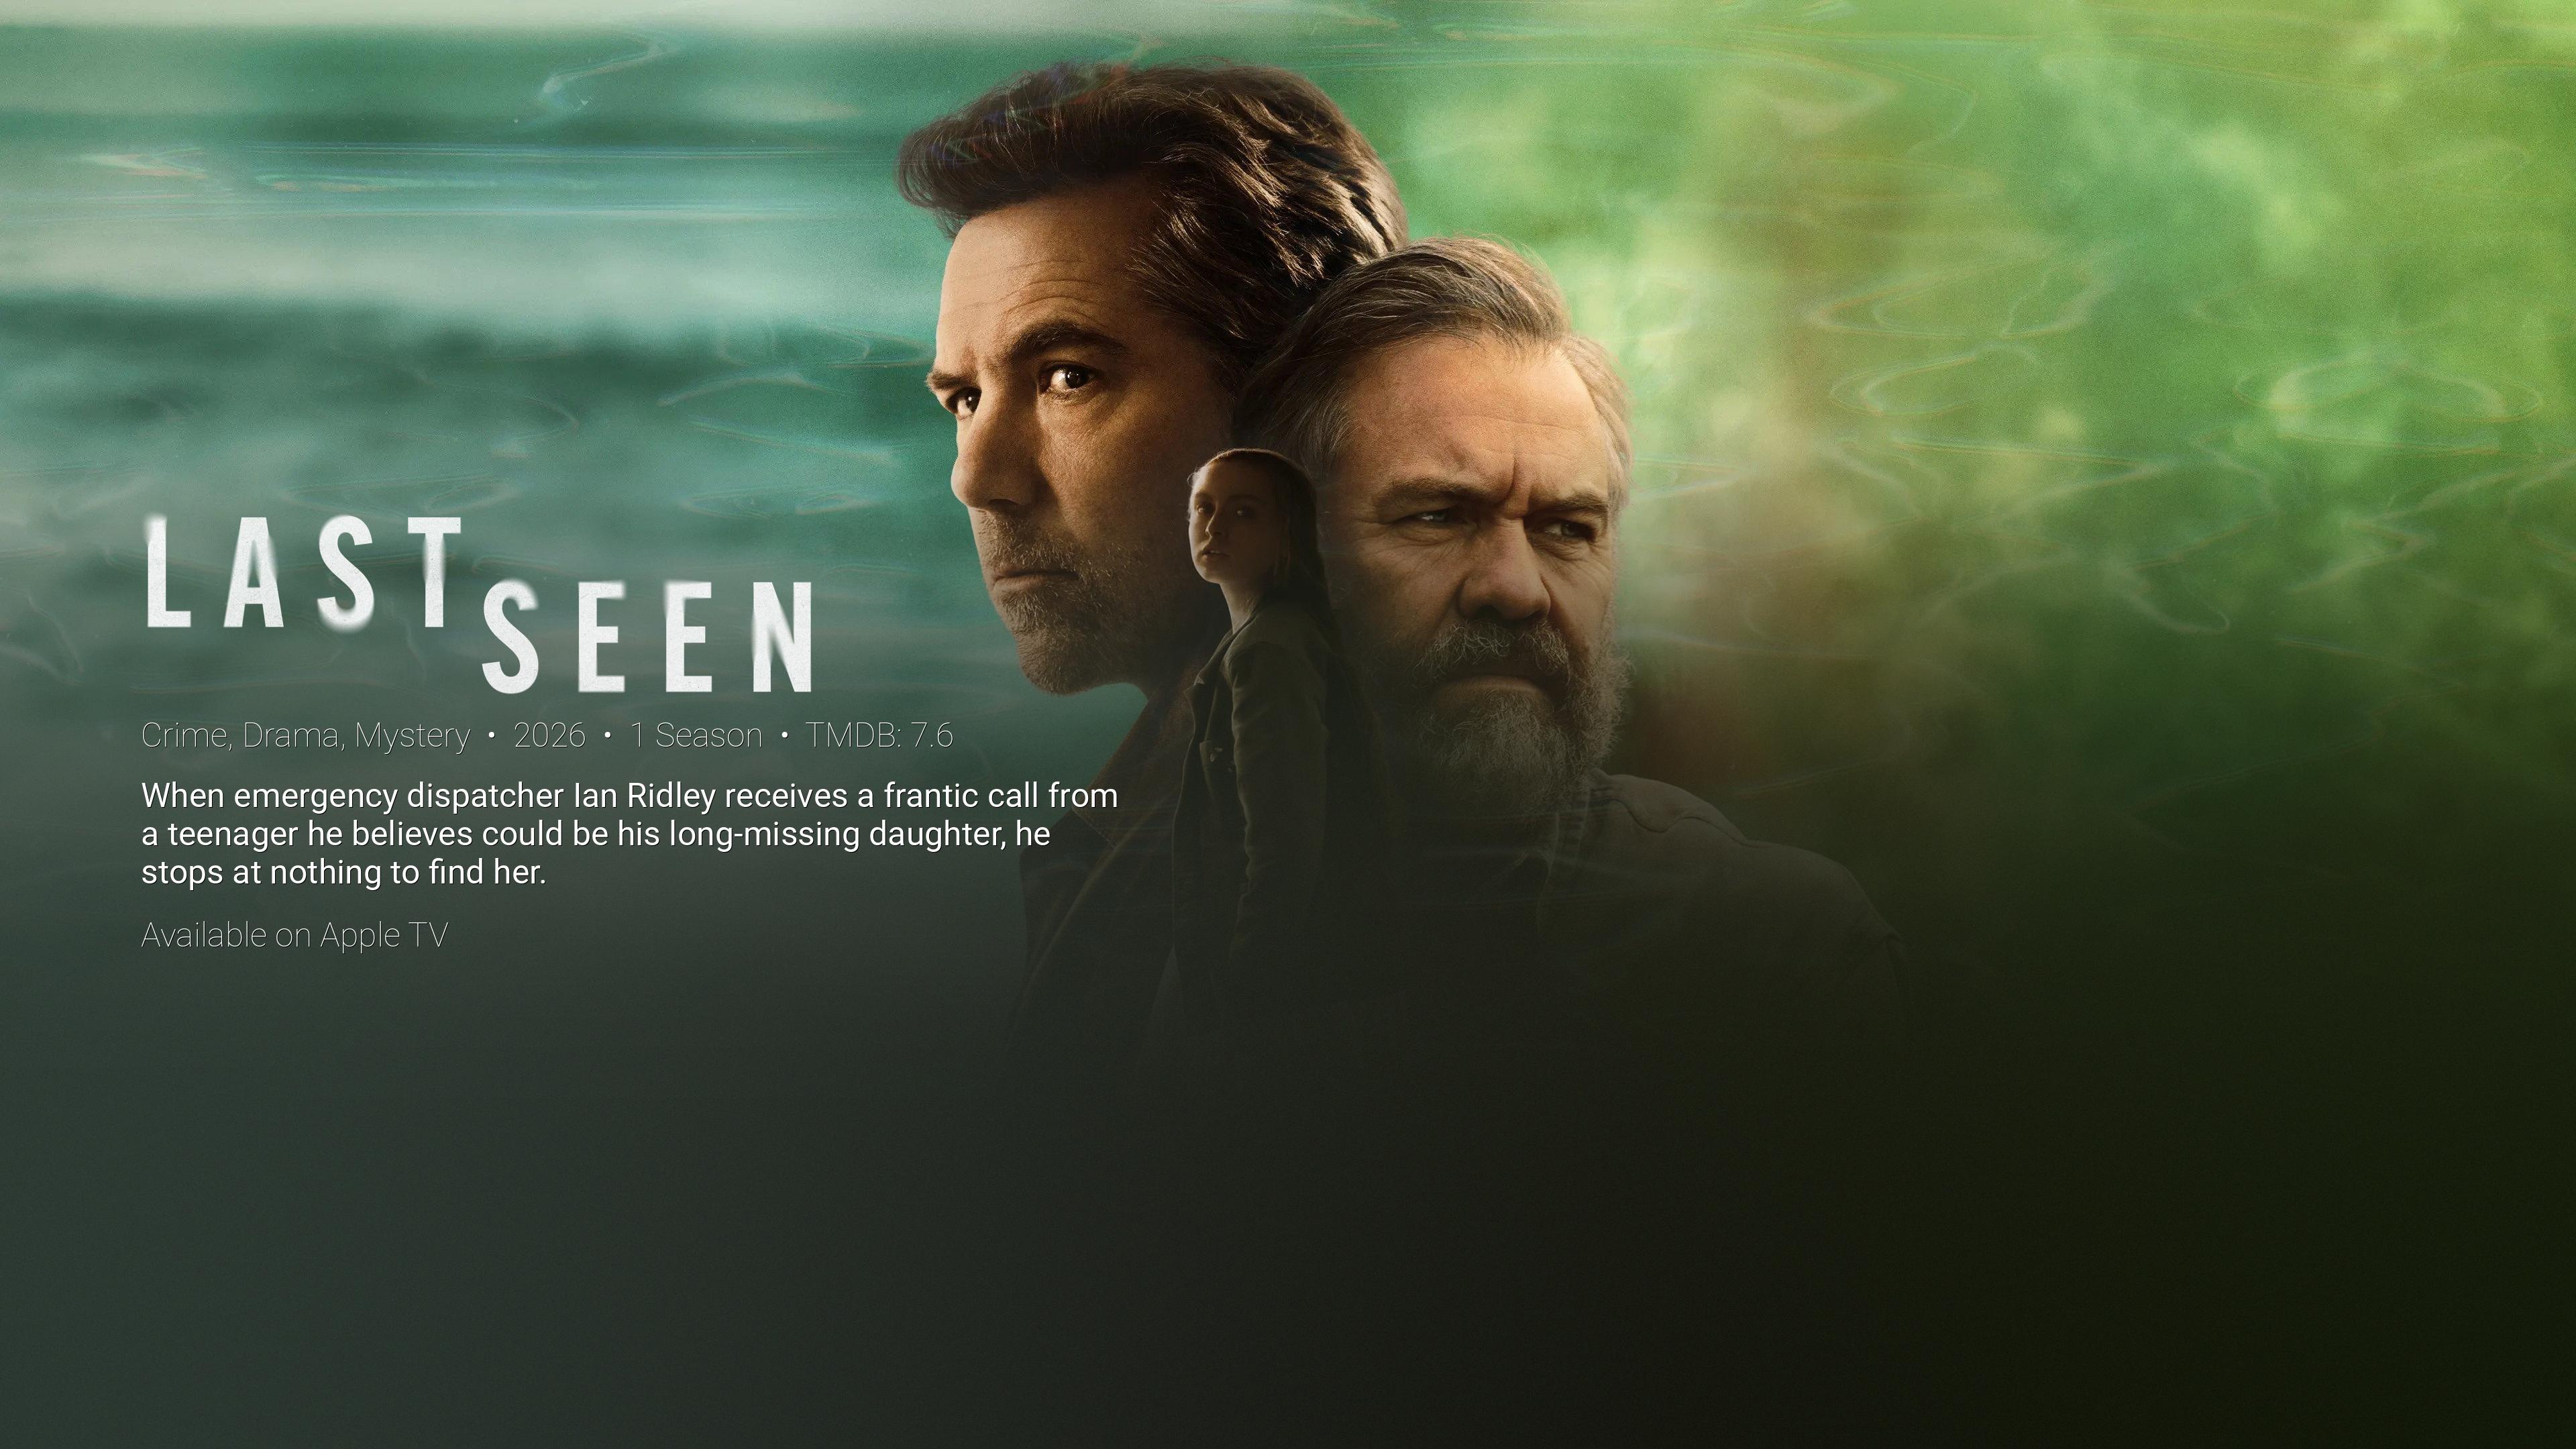 LAST SEEN
Crime, Drama, Mystery • 2026 • 1 Season • TMDB: 7.6
When emergency dispatcher Ian Ridley receives a frantic call from
a teenager he believes could be his long-missing daughter, he
stops at nothing to find her.
Available on Apple TV